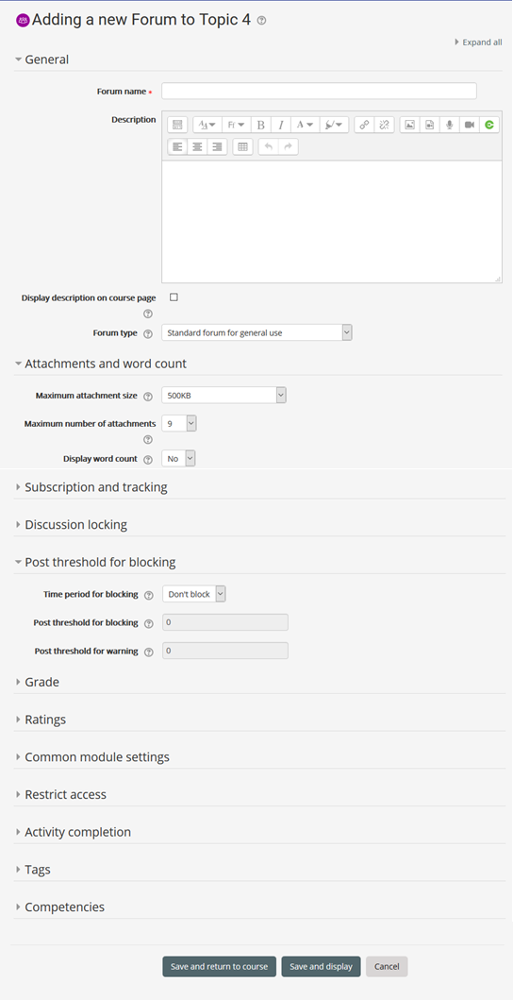 Adding a new Forum to Topic 4
Expand all
General
Forum name
Description
Display description on course page
Forum type Standard forum for general use
Attachments and word count
Maximum attachment size 500KB
Maximum number of attachments 9
Display word count No
Subscription and tracking
Discussion locking
Post threshold for blocking
Time period for blocking Don't block
Post threshold for blocking 0
Post threshold for warning 0
Grade
Ratings
Common module settings
Restrict access
Activity completion
Tags
Competencies
Save and return to course Save and display Cancel